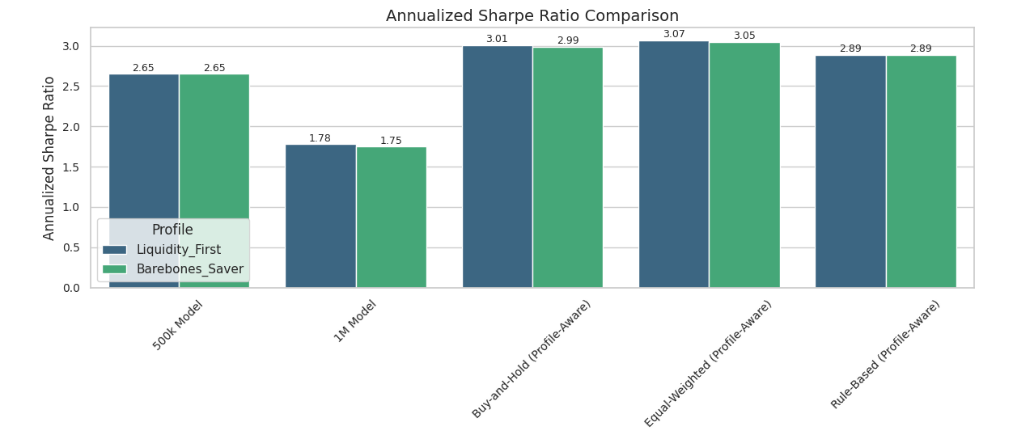 Annualized Sharpe Ratio Comparison
Annualized Sharpe Ratio
3.0
2.5
2.0
1.5
1.0
0.5
0.0
2.65
2.65
1.78
1.75
3.01
2.99
3.07
3.05
2.89
2.89
Profile
Liquidity_First
Barebones_Saver
500k Model
1M Model
Buy-and-Hold (Profile-Aware)
Equal-Weighted (Profile-Aware)
Rule-Based (Profile-Aware)